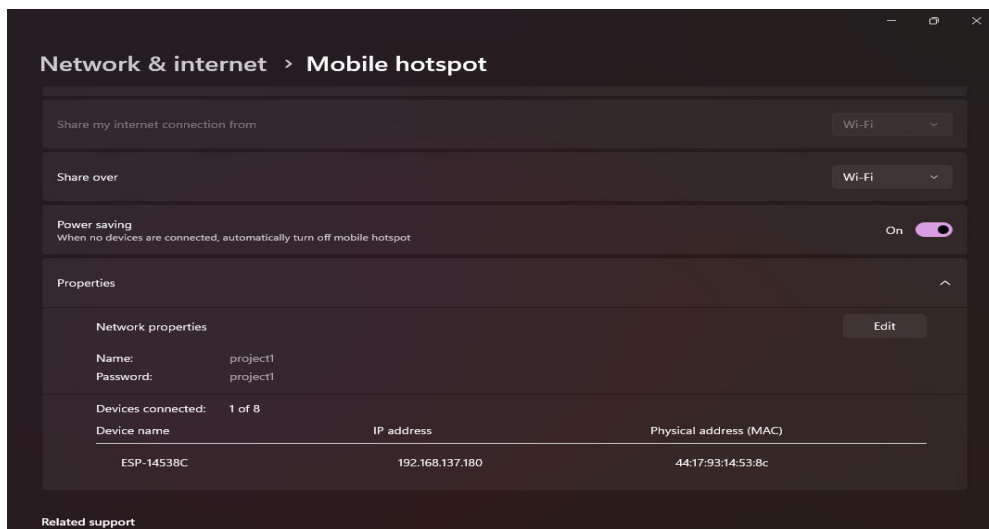 Network & internet > Mobile hotspot
Share my internet connection from Wi-Fi
Share over Wi-Fi
Power saving
When no devices are connected, automatically turn off mobile hotspot
On
Properties
Network properties Edit
Name: project1
Password: project1
Devices connected: 1 of 8
Device name IP address Physical address (MAC)
ESP-14538C 192.168.137.180 44:17:93:14:53:8c
Related support